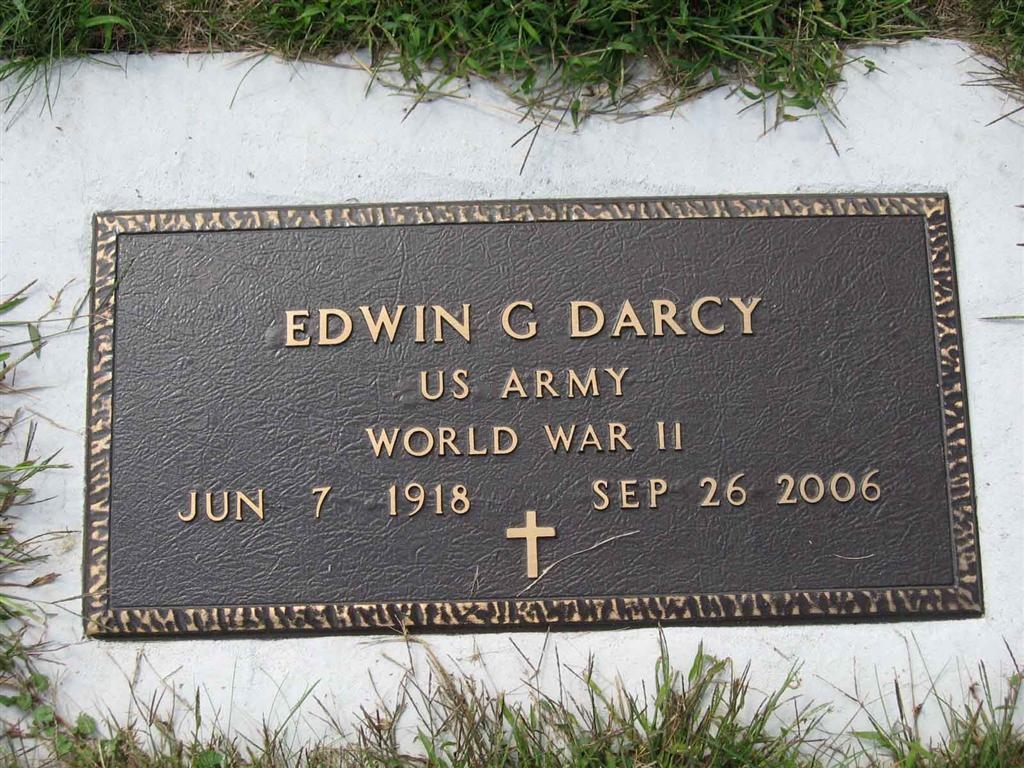 EDWIN G DARCY
US ARMY
WORLD WAR II
JUN 7 1918 SEP 26 2006